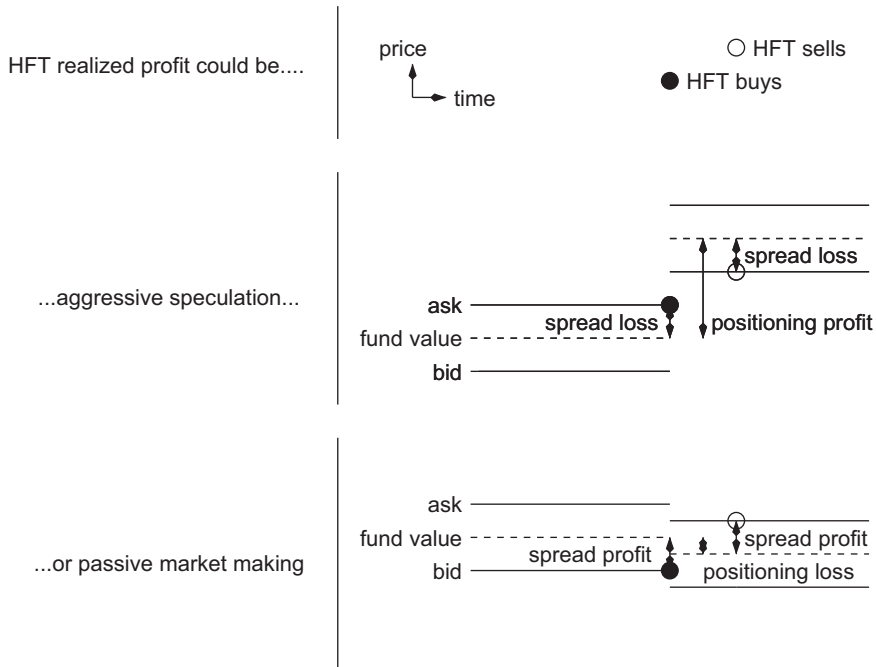 HFT realized profit could be....
price
time
HFT sells
HFT buys
...aggressive speculation...
spread loss
ask
spread loss
positioning profit
fund value
bid
...or passive market making
ask
fund value
spread profit
spread profit
bid
positioning loss